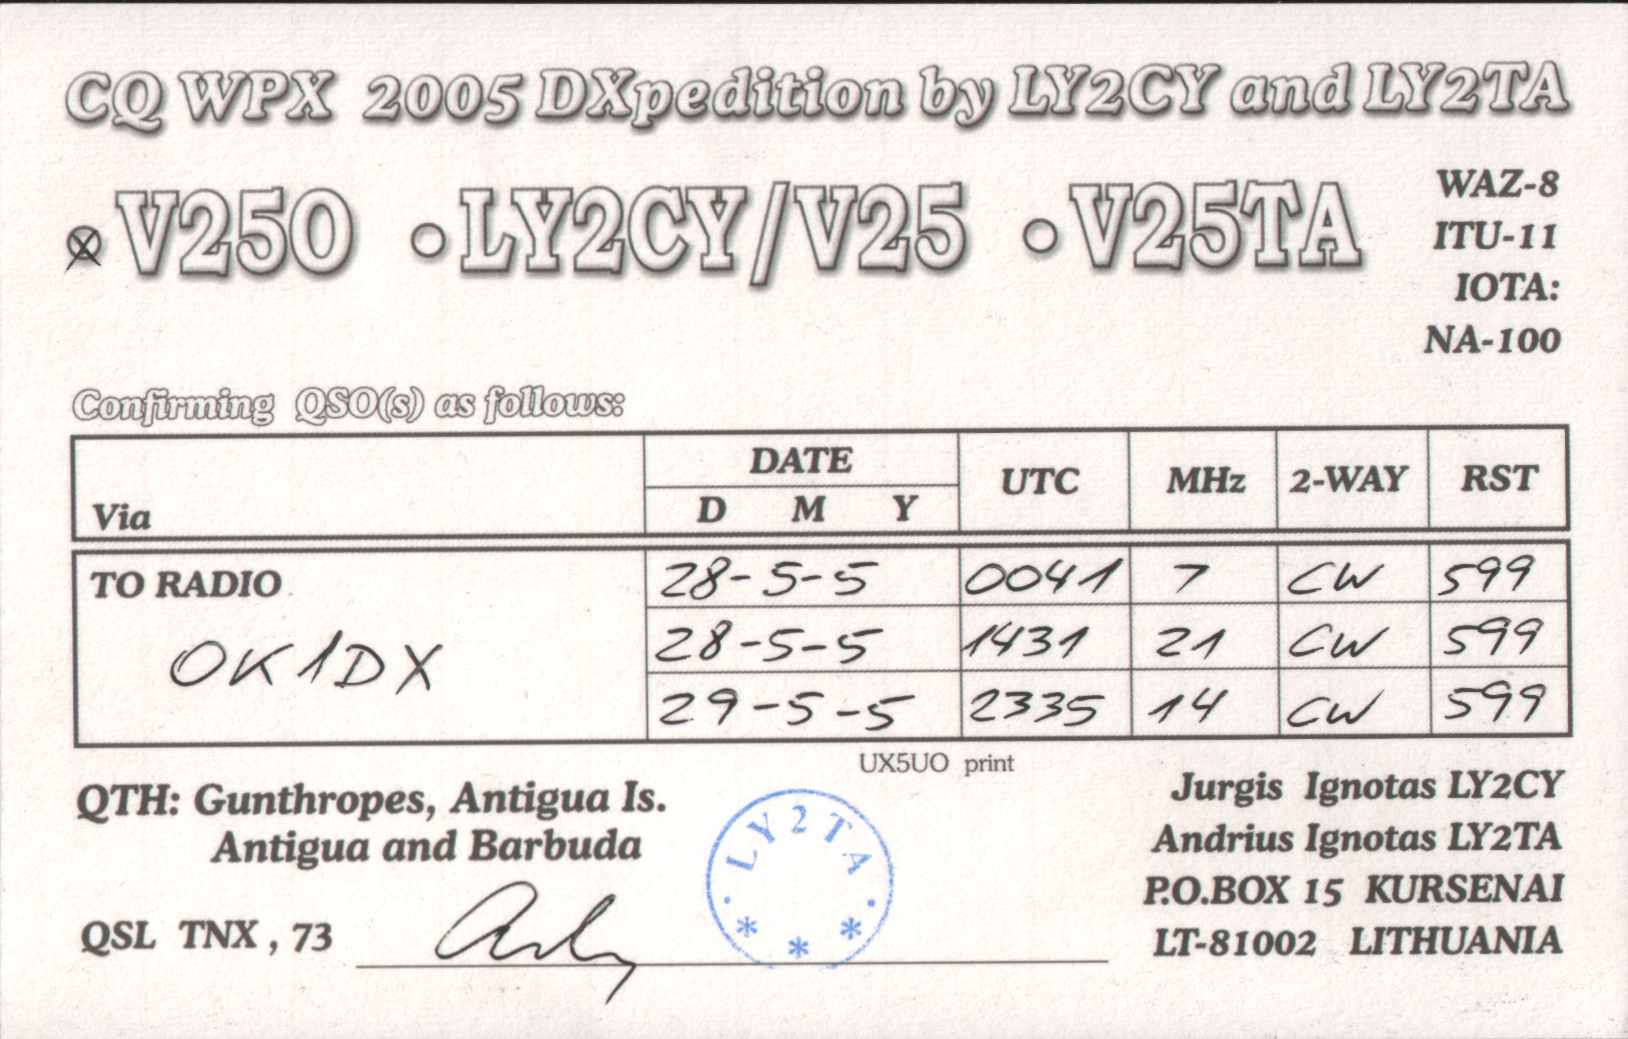 CQ WPX 2005 DXpedition by LY2CY and LY2TA
V25O LY2CY/V25 V25TA
WAZ-8
ITU-11
IOTA:
NA-100
Confirming QSO(s) as follows:
Via DATE D M Y UTC MHz 2-WAY RST
TO RADIO
OK1DX
28-5-5 0041 7 CW 599
28-5-5 1431 21 CW 599
29-5-5 2335 14 CW 599
UX5UO print
QTH: Gunthropes, Antigua Is.
Antigua and Barbuda
QSL TNX, 73
LY2TA
***
Jurgis Ignotas LY2CY
Andrius Ignotas LY2TA
P.O.BOX 15 KURSENAI
LT-81002 LITHUANIA